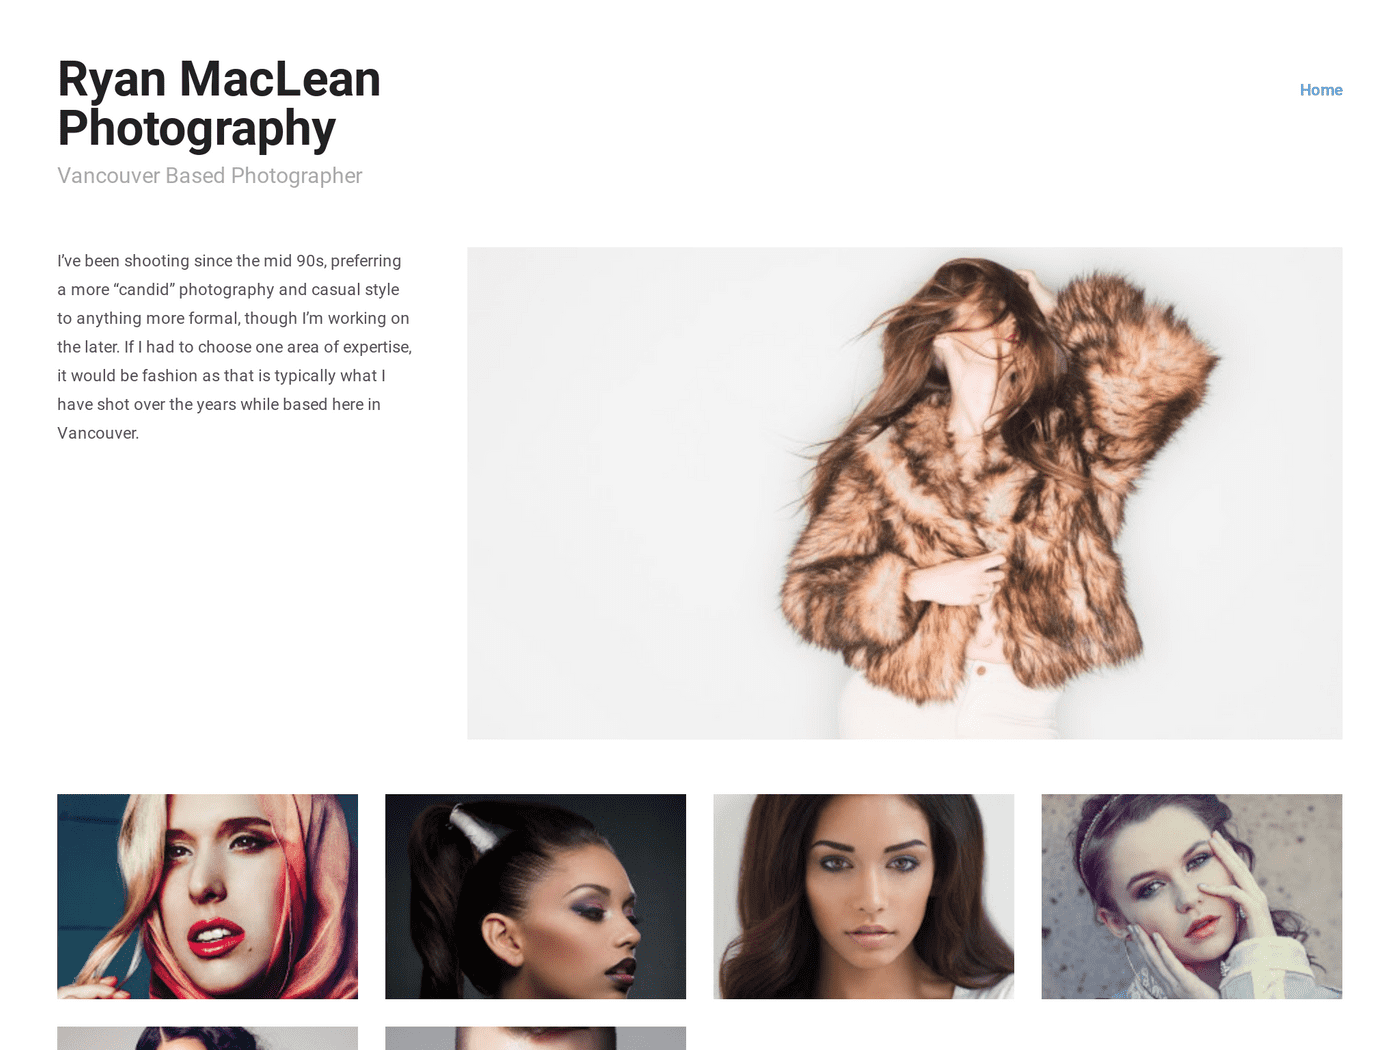 Ryan MacLean
Photography
Vancouver Based Photographer
Home
I’ve been shooting since the mid 90s, preferring
a more “candid” photography and casual style
to anything more formal, though I’m working on
the later. If I had to choose one area of expertise,
it would be fashion as that is typically what I
have shot over the years while based here in
Vancouver.